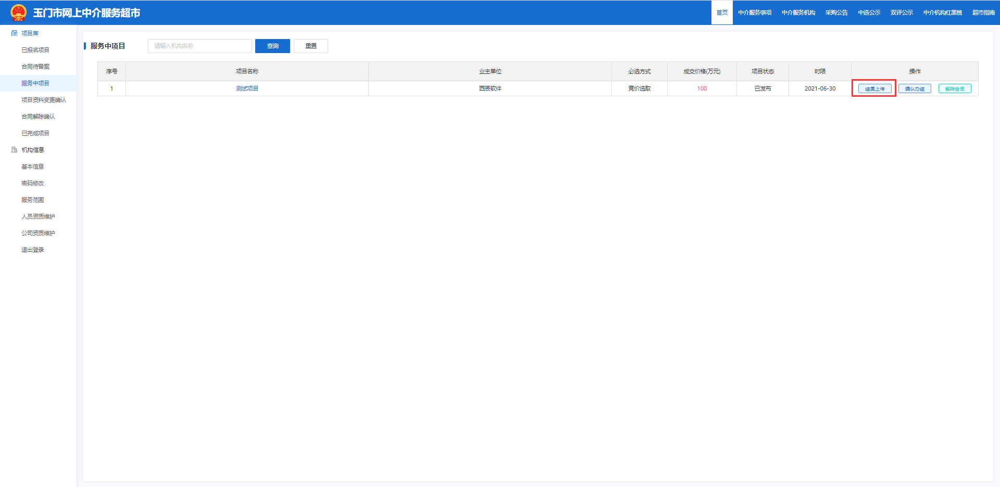 玉门市网上中介服务超市
首页 中介服务事项 中介服务机构 采购公告 中选公示 双评公示 中介机构红黑榜 超市指南
项目库
已报名项目
合同待备案
服务中项目
项目资料变更确认
合同解除确认
已完成项目
机构信息
基本信息
密码修改
服务范围
人员资质维护
公司资质维护
退出登录
服务中项目 请输入机构名称 查询 重置
序号 项目名称 业主单位 必选方式 成交价格(万元) 项目状态 时限 操作
1 测试项目 西辰软件 竞价选取 100 已发布 2021-06-30 结果上传 确认办结 解除合同